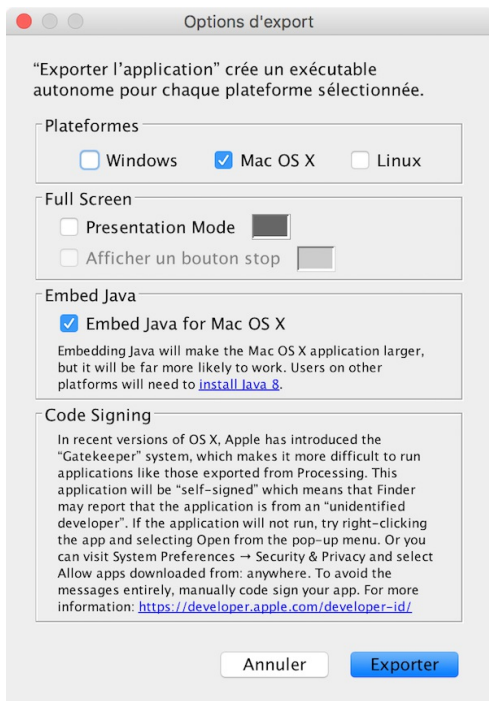 Options d'export
“Exporter l’application” crée un exécutable
autonome pour chaque plateforme sélectionnée.
Plateformes
Windows Mac OS X Linux
Full Screen
Presentation Mode
Afficher un bouton stop
Embed Java
Embed Java for Mac OS X
Embedding Java will make the Mac OS X application larger,
but it will be far more likely to work. Users on other
platforms will need to install Java 8.
Code Signing
In recent versions of OS X, Apple has introduced the
“Gatekeeper” system, which makes it more difficult to run
applications like those exported from Processing. This
application will be “self-signed” which means that Finder
may report that the application is from an “unidentified
developer”. If the application will not run, try right-clicking
the app and selecting Open from the pop-up menu. Or you
can visit System Preferences → Security & Privacy and select
Allow apps downloaded from: anywhere. To avoid the
messages entirely, manually code sign your app. For more
information: https://developer.apple.com/developer-id/
Annuler Exporter